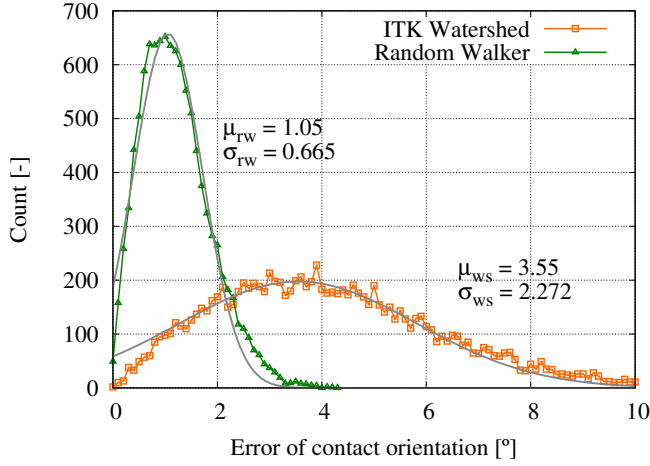 ITK Watershed
Random Walker
700
600
500
400
300
200
100
0
Count [-]
μrw = 1.05
σrw = 0.665
μws = 3.55
σws = 2.272
0 2 4 6 8 10
Error of contact orientation [º]